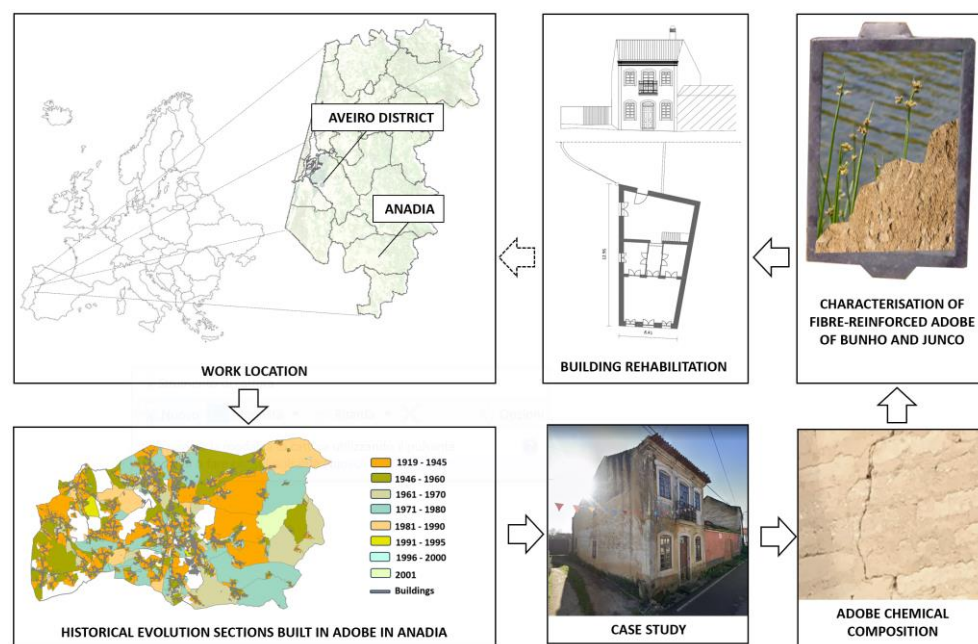 AVEIRO DISTRICT
ANADIA
WORK LOCATION
BUILDING REHABILITATION
CHARACTERISATION OF
FIBRE-REINFORCED ADOBE
OF BUNHO AND JUNCO
1919 - 1945
1946 - 1960
1961 - 1970
1971 - 1980
1981 - 1990
1991 - 1995
1996 - 2000
2001
Buildings
HISTORICAL EVOLUTION SECTIONS BUILT IN ADOBE IN ANADIA
CASE STUDY
ADOBE CHEMICAL
COMPOSITION